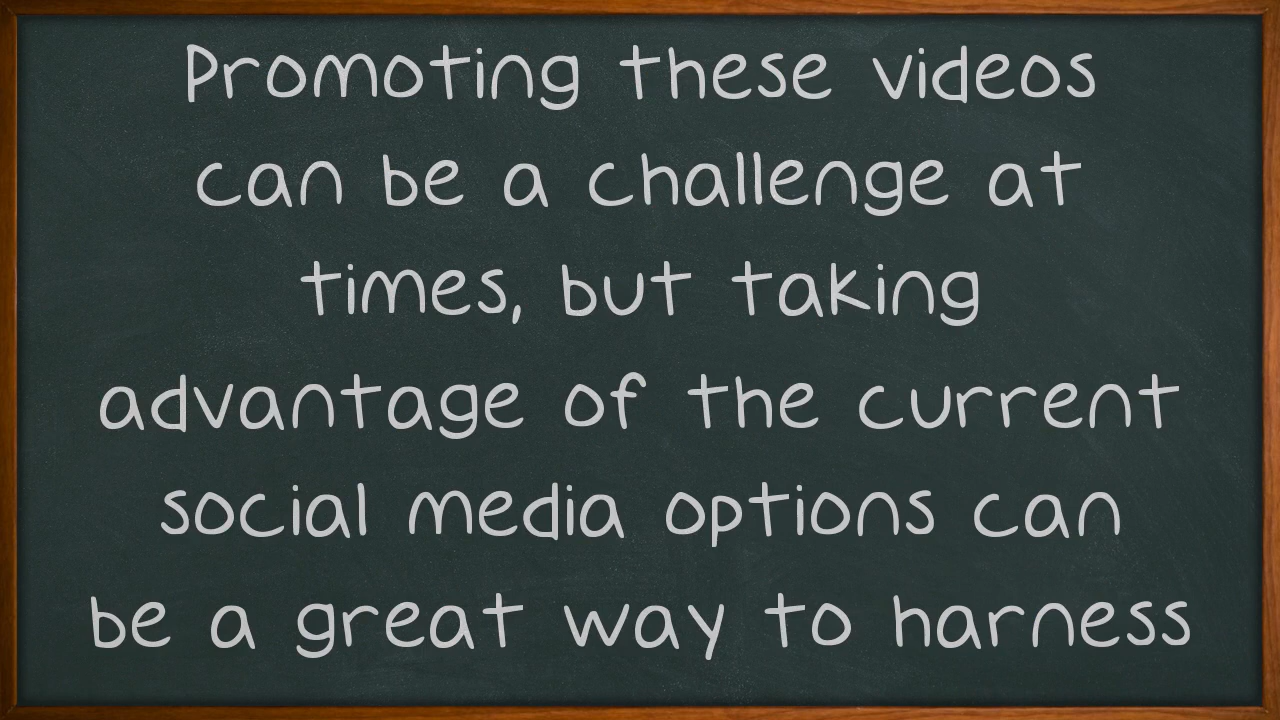 Promoting these videos
can be a challenge at
times, but taking
advantage of the current
social media options can
be a great way to harness